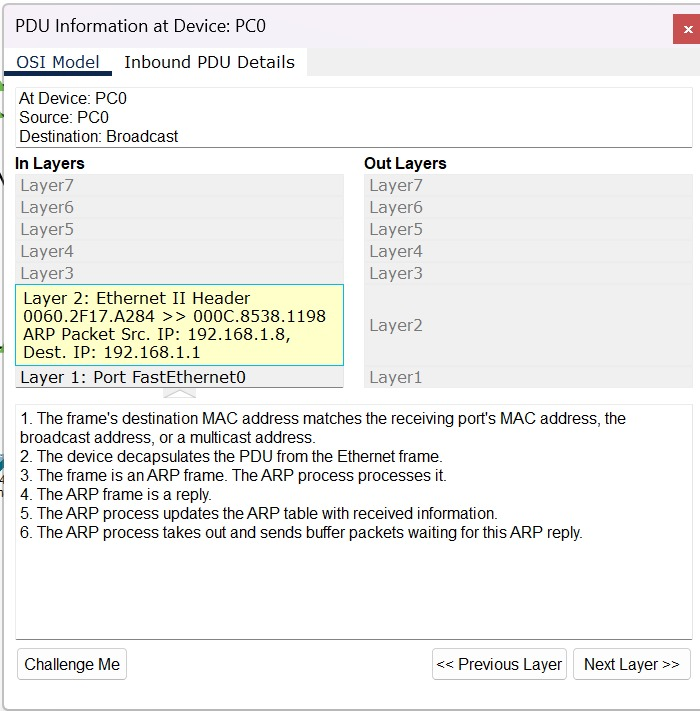 PDU Information at Device: PC0
×
OSI Model Inbound PDU Details
At Device: PC0
Source: PC0
Destination: Broadcast
In Layers
Layer7
Layer6
Layer5
Layer4
Layer3
Layer 2: Ethernet II Header
0060.2F17.A284 >> 000C.8538.1198
ARP Packet Src. IP: 192.168.1.8,
Dest. IP: 192.168.1.1
Layer 1: Port FastEthernet0
Out Layers
Layer7
Layer6
Layer5
Layer4
Layer3
Layer2
Layer1
1. The frame's destination MAC address matches the receiving port's MAC address, the
broadcast address, or a multicast address.
2. The device decapsulates the PDU from the Ethernet frame.
3. The frame is an ARP frame. The ARP process processes it.
4. The ARP frame is a reply.
5. The ARP process updates the ARP table with received information.
6. The ARP process takes out and sends buffer packets waiting for this ARP reply.
Challenge Me
<< Previous Layer
Next Layer >>